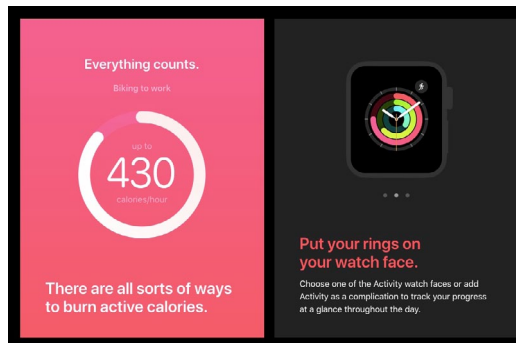 Everything counts.
Biking to work
up to
430
calories/hour
There are all sorts of ways
to burn active calories.
Put your rings on
your watch face.
Choose one of the Activity watch faces or add
Activity as a complication to track your progress
at a glance throughout the day.